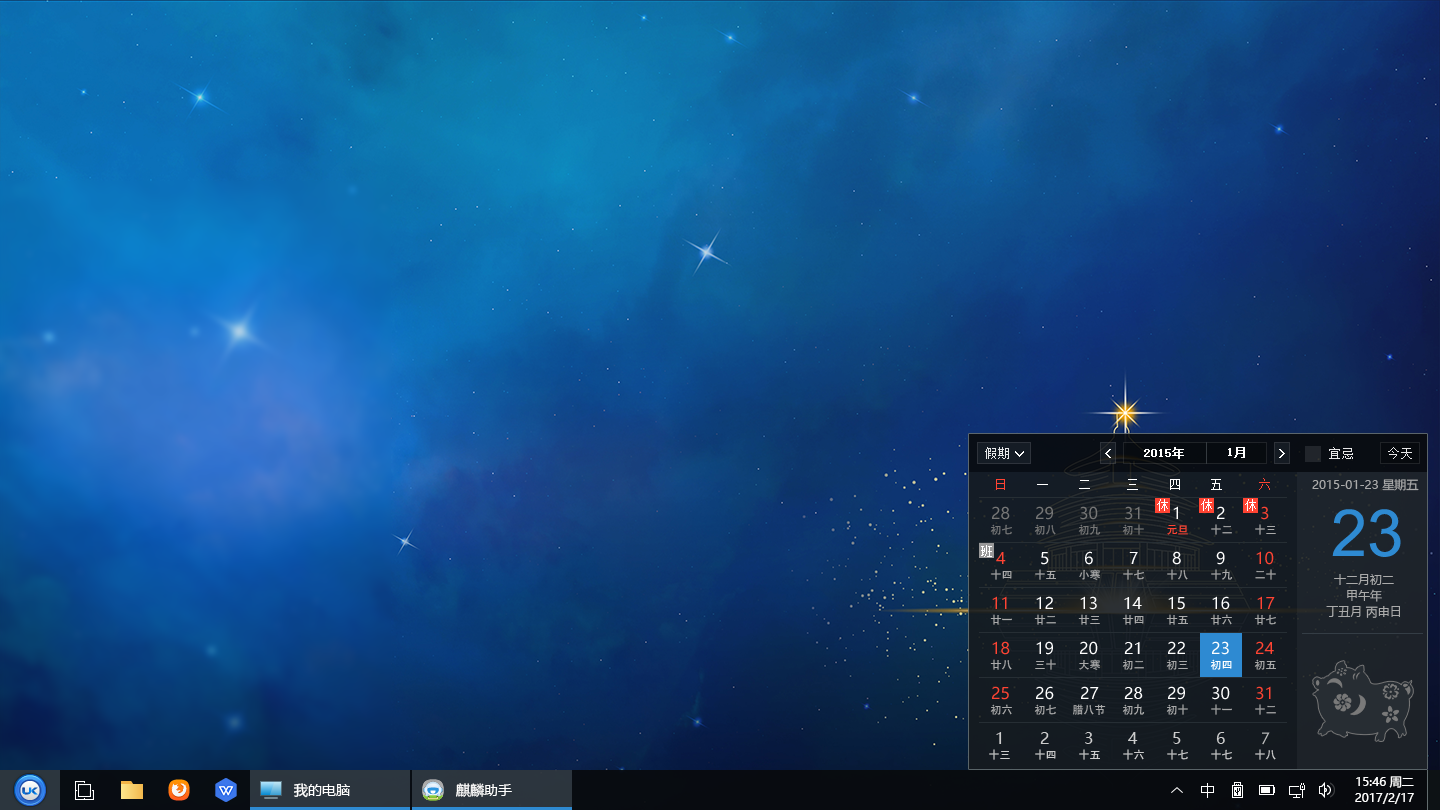 假期 2015年 1月 宜忌 今天
日 一 二 三 四 五 六
2015-01-23 星期五
28 29 30 31 休 1 休 2 休 3
初七 初八 初九 初十 元旦 十二 十三
23
班 4 5 6 7 8 9 10
十四 十五 小寒 十七 十八 十九 二十
十二月初二
甲午年
丁丑月 丙申日
11 12 13 14 15 16 17
廿一 廿二 廿三 廿四 廿五 廿六 廿七
18 19 20 21 22 23 24
廿八 三十 大寒 初二 初三 初四 初五
25 26 27 28 29 30 31
初六 初七 腊八节 初九 初十 十一 十二
1 2 3 4 5 6 7
十三 十四 十五 十六 十七 十七 十八
UK W 我的电脑 麒麟助手 中 15:46 周二
2017/2/17